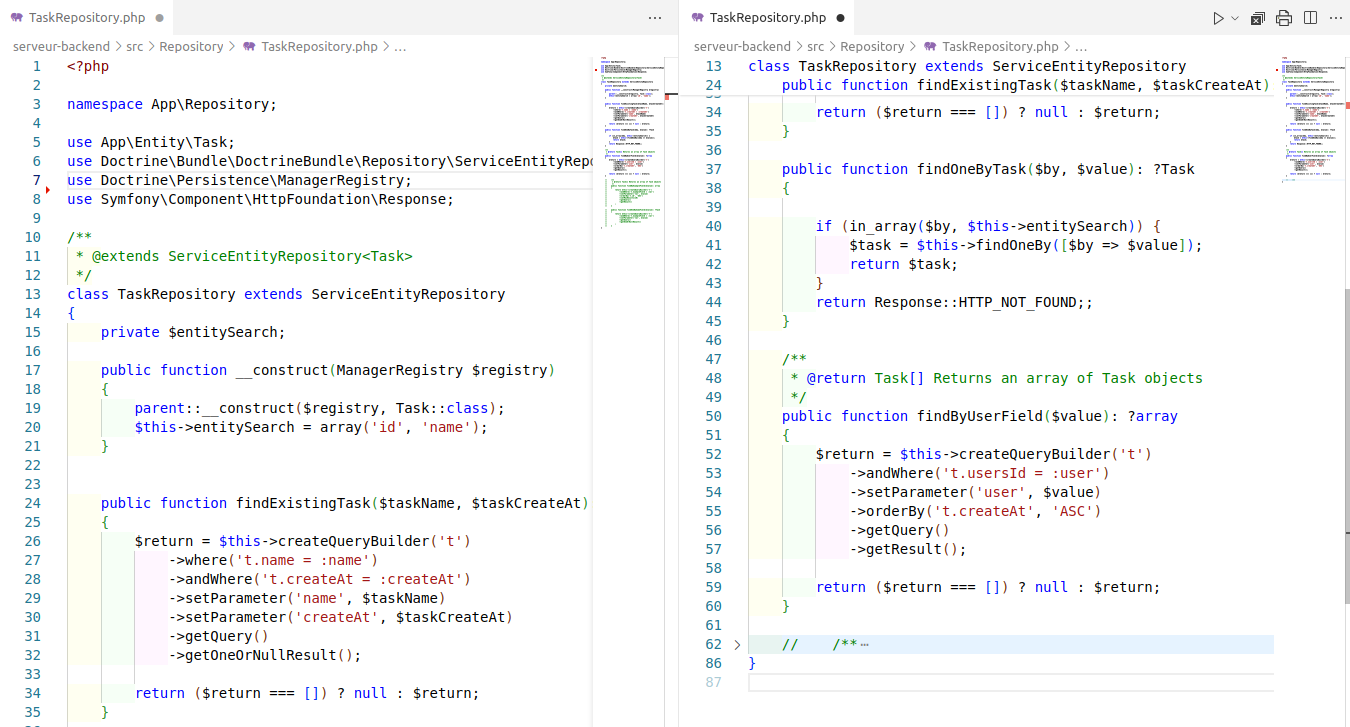 TaskRepository.php
serveur-backend > src > Repository > TaskRepository.php > ...
1 <?php
2
3 namespace App\Repository;
4
5 use App\Entity\Task;
6 use Doctrine\Bundle\DoctrineBundle\Repository\ServiceEntityRepo
7 use Doctrine\Persistence\ManagerRegistry;
8 use Symfony\Component\HttpFoundation\Response;
9
10 /**
11 * @extends ServiceEntityRepository<Task>
12 */
13 class TaskRepository extends ServiceEntityRepository
14 {
15 private $entitySearch;
16
17 public function __construct(ManagerRegistry $registry)
18 {
19 parent::__construct($registry, Task::class);
20 $this->entitySearch = array('id', 'name');
21 }
22
23
24 public function findExistingTask($taskName, $taskCreateAt)
25 {
26 $return = $this->createQueryBuilder('t')
27 ->where('t.name = :name')
28 ->andWhere('t.createAt = :createAt')
29 ->setParameter('name', $taskName)
30 ->setParameter('createAt', $taskCreateAt)
31 ->getQuery()
32 ->getOneOrNullResult();
33
34 return ($return === []) ? null : $return;
35 }
TaskRepository.php
serveur-backend > src > Repository > TaskRepository.php > ...
13 class TaskRepository extends ServiceEntityRepository
24 public function findExistingTask($taskName, $taskCreateAt)
34 return ($return === []) ? null : $return;
35 }
36
37 public function findOneByTask($by, $value): ?Task
38 {
39
40 if (in_array($by, $this->entitySearch)) {
41 $task = $this->findOneBy([$by => $value]);
42 return $task;
43 }
44 return Response::HTTP_NOT_FOUND;;
45 }
46
47 /**
48 * @return Task[] Returns an array of Task objects
49 */
50 public function findByUserField($value): ?array
51 {
52 $return = $this->createQueryBuilder('t')
53 ->andWhere('t.usersId = :user')
54 ->setParameter('user', $value)
55 ->orderBy('t.createAt', 'ASC')
56 ->getQuery()
57 ->getResult();
58
59 return ($return === []) ? null : $return;
60 }
61
62 // /** ...
86 }
87